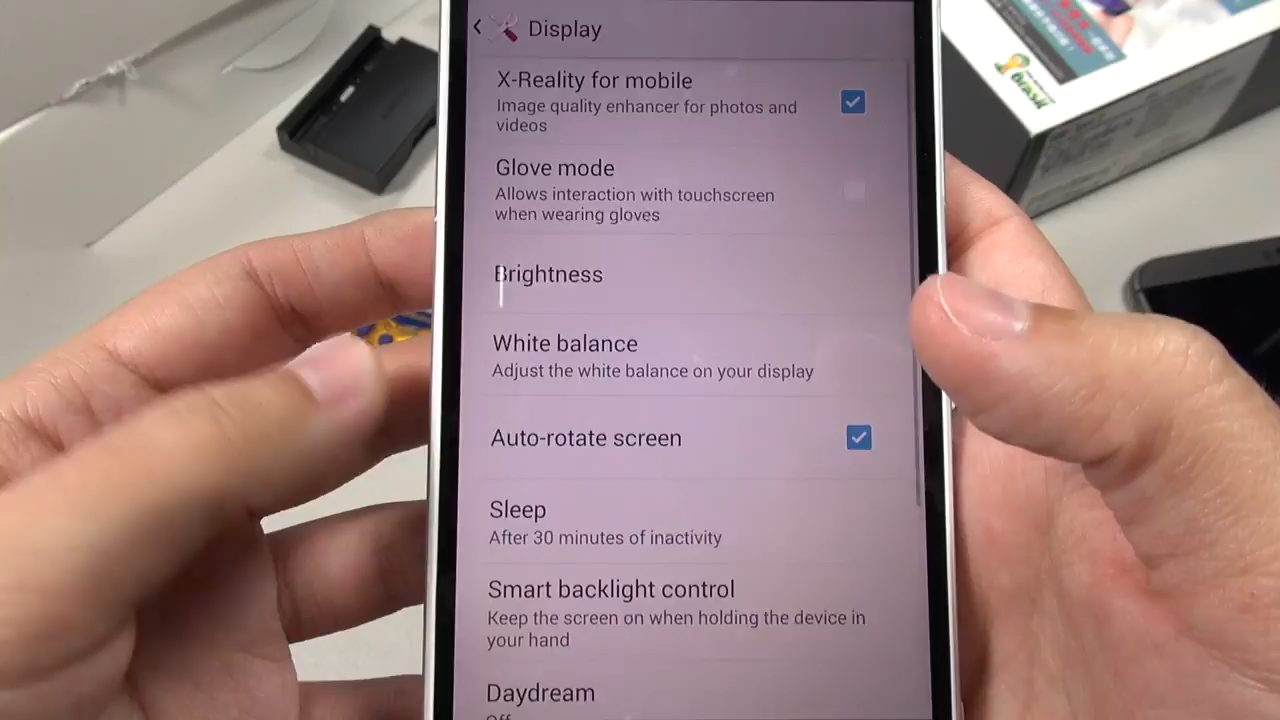 Display
X-Reality for mobile
Image quality enhancer for photos and
videos
Glove mode
Allows interaction with touchscreen
when wearing gloves
Brightness
White balance
Adjust the white balance on your display
Auto-rotate screen
Sleep
After 30 minutes of inactivity
Smart backlight control
Keep the screen on when holding the device in
your hand
Daydream
Off